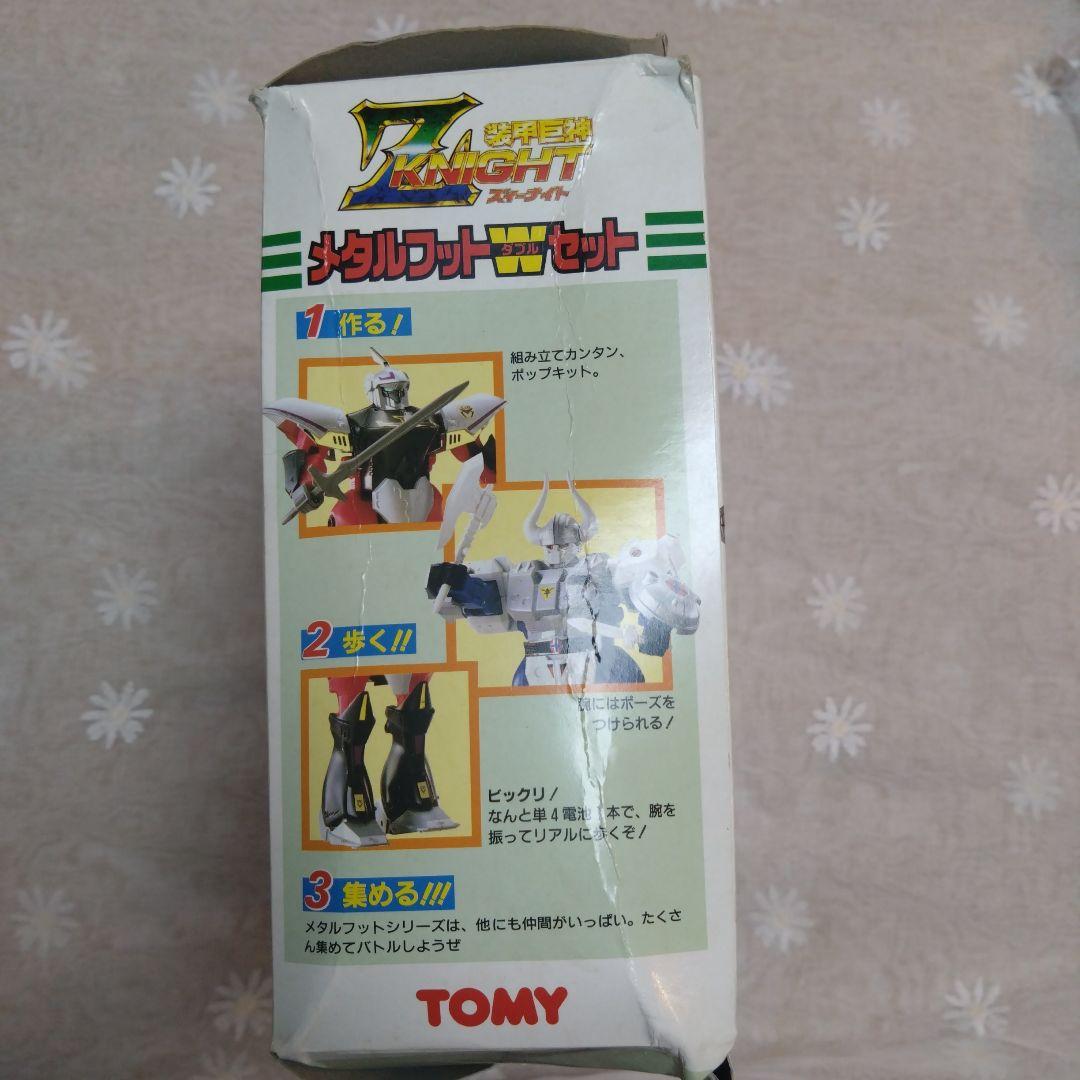 Z
装甲巨神
KNIGHT
ズィーナイト
メタルフットWセット
ダブル
1 作る!
組み立てカンタン、
ポップキット。
腕にはポーズを
つけられる!
2 歩く!!
ビックリ!
なんと単4電池1本で、腕を
振ってリアルに歩くぞ!
3 集める!!!
メタルフットシリーズは、他にも仲間がいっぱい。たくさ
ん集めてバトルしようぜ
TOMY